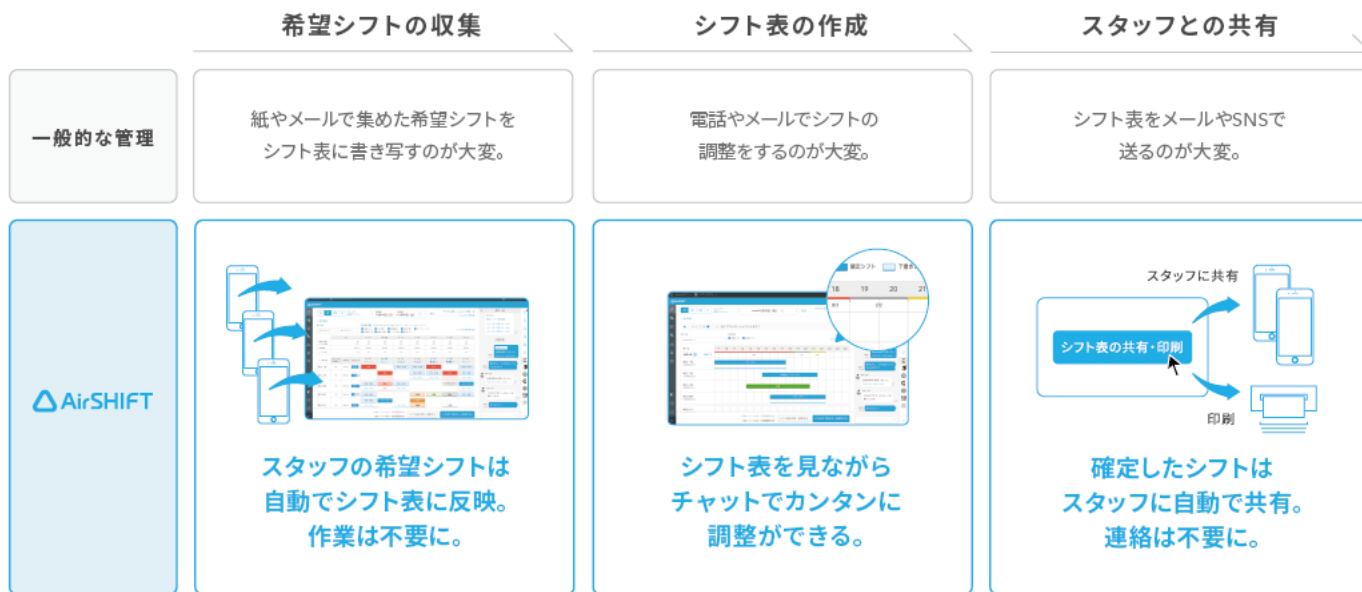 希望シフトの収集
シフト表の作成
スタッフとの共有
一般的な管理
紙やメールで集めた希望シフトを
シフト表に書き写すのが大変。
電話やメールでシフトの
調整をするのが大変。
シフト表をメールやSNSで
送るのが大変。
AirSHIFT
スタッフの希望シフトは
自動でシフト表に反映。
作業は不要に。
確定シフト
18 19 20 21
シフト表を見ながら
チャットでカンタンに
調整ができる。
スタッフに共有
シフト表の共有・印刷
印刷
確定したシフトは
スタッフに自動で共有。
連絡は不要に。